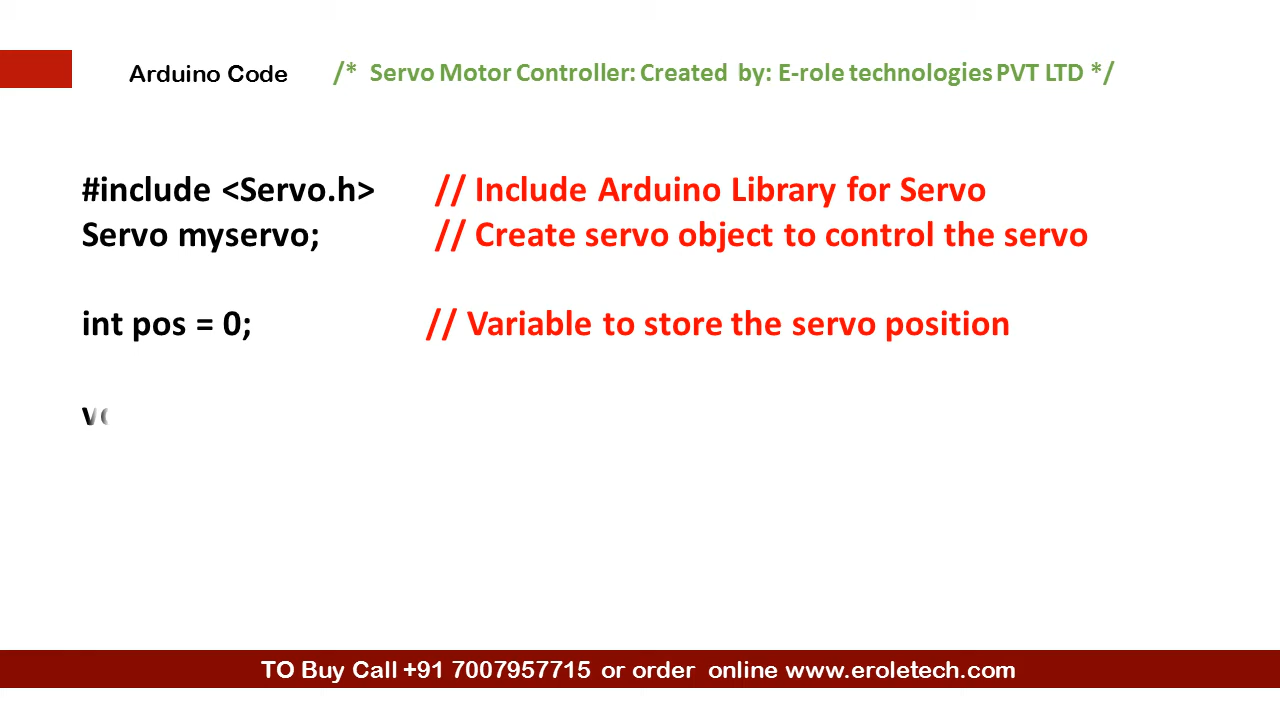 Arduino Code /* Servo Motor Controller: Created by: E-role technologies PVT LTD */
#include <Servo.h> // Include Arduino Library for Servo
Servo myservo; // Create servo object to control the servo
int pos = 0; // Variable to store the servo position
TO Buy Call +91 7007957715 or order online www.eroletech.com